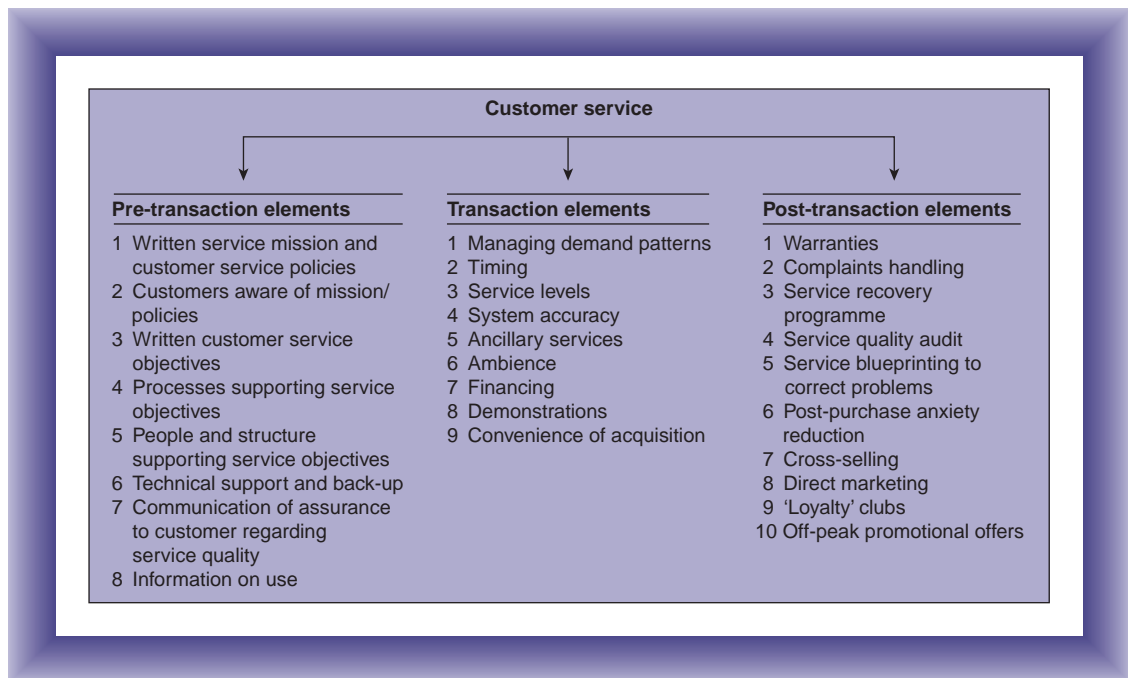 Customer service
Pre-transaction elements
1 Written service mission and
customer service policies
2 Customers aware of mission/
policies
3 Written customer service
objectives
4 Processes supporting service
objectives
5 People and structure
supporting service objectives
6 Technical support and back-up
7 Communication of assurance
to customer regarding
service quality
8 Information on use
Transaction elements
1 Managing demand patterns
2 Timing
3 Service levels
4 System accuracy
5 Ancillary services
6 Ambience
7 Financing
8 Demonstrations
9 Convenience of acquisition
Post-transaction elements
1 Warranties
2 Complaints handling
3 Service recovery
programme
4 Service quality audit
5 Service blueprinting to
correct problems
6 Post-purchase anxiety
reduction
7 Cross-selling
8 Direct marketing
9 ‘Loyalty’ clubs
10 Off-peak promotional offers